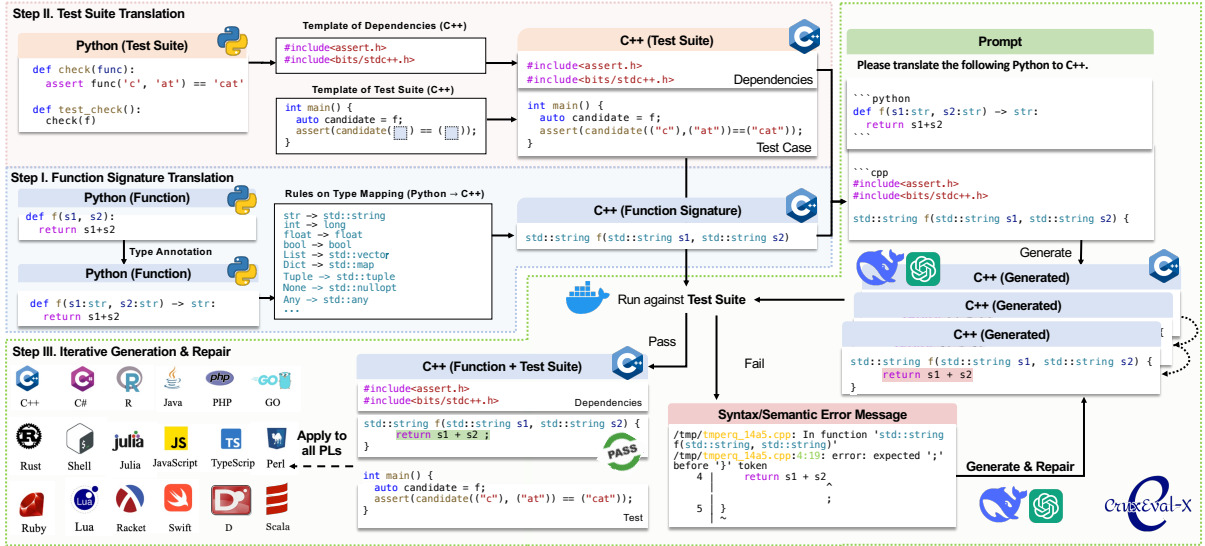 Step II. Test Suite Translation
Python (Test Suite)
def check(func):
assert func('c', 'at') == 'cat'
def test_check():
check(f)
Template of Dependencies (C++)
#include<assert.h>
#include<bits/stdc++.h>
Template of Test Suite (C++)
int main() {
auto candidate = f;
assert(candidate( ) == ( ));
}
C++ (Test Suite)
#include<assert.h>
#include<bits/stdc++.h>
Dependencies
int main() {
auto candidate = f;
assert(candidate(("c"),("at"))==("cat"));
}
Test Case
Step I. Function Signature Translation
Python (Function)
def f(s1, s2):
return s1+s2
Type Annotation
Python (Function)
def f(s1:str, s2:str) -> str:
return s1+s2
Rules on Type Mapping (Python → C++)
str -> std::string
int -> long
float -> float
bool -> bool
List -> std::vector
Dict -> std::map
Tuple -> std::tuple
None -> std::nullopt
Any -> std::any
...
C++ (Function Signature)
std::string f(std::string s1, std::string s2)
Prompt
Please translate the following Python to C++.
```python
def f(s1:str, s2:str) -> str:
return s1+s2
```
```cpp
#include<assert.h>
#include<bits/stdc++.h>
std::string f(std::string s1, std::string s2) {
Generate
C++ (Generated)
C++ (Generated)
{
C++ (Generated)
std::string f(std::string s1, std::string s2) {
return s1 + s2
}
Run against Test Suite
Pass
Fail
Step III. Iterative Generation & Repair
C++
C#
R
Java
php
PHP
GO
GO
Rust
Shell
julia
Julia
JS
JavaScript
TS
TypeScrip
Perl
Ruby
Lua
Lua
Racket
Swift
D
D
Scala
Apply to
all PLs
C++ (Function + Test Suite)
#include<assert.h>
#include<bits/stdc++.h>
Dependencies
std::string f(std::string s1, std::string s2) {
return s1 + s2 ;
}
PASS
int main() {
auto candidate = f;
assert(candidate(("c"), ("at")) == ("cat"));
}
Test
Syntax/Semantic Error Message
/tmp/tmperq_14a5.cpp: In function 'std::string
f(std::string, std::string)'
/tmp/tmperq_14a5.cpp:4:19: error: expected ';'
before '}' token
4 | return s1 + s2
| ^
| ;
5 | }
| ~
Generate & Repair
CruxEval-X